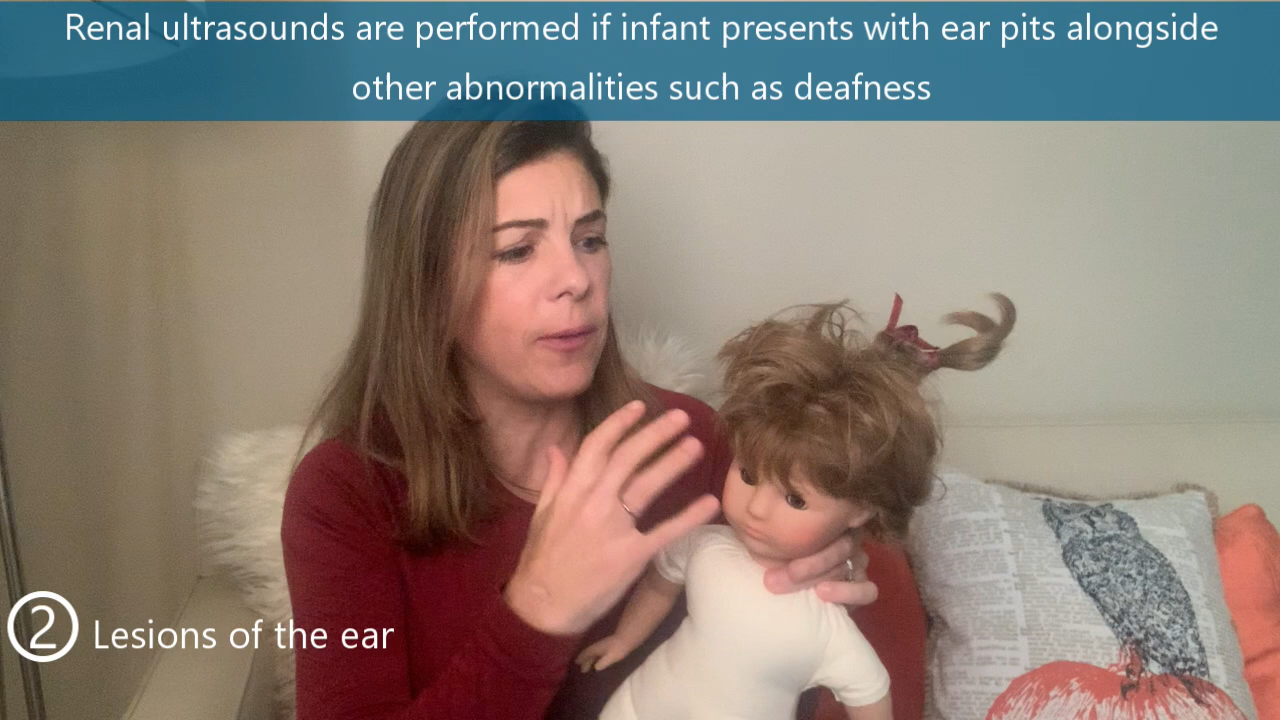 Renal ultrasounds are performed if infant presents with ear pits alongside
other abnormalities such as deafness
2 Lesions of the ear